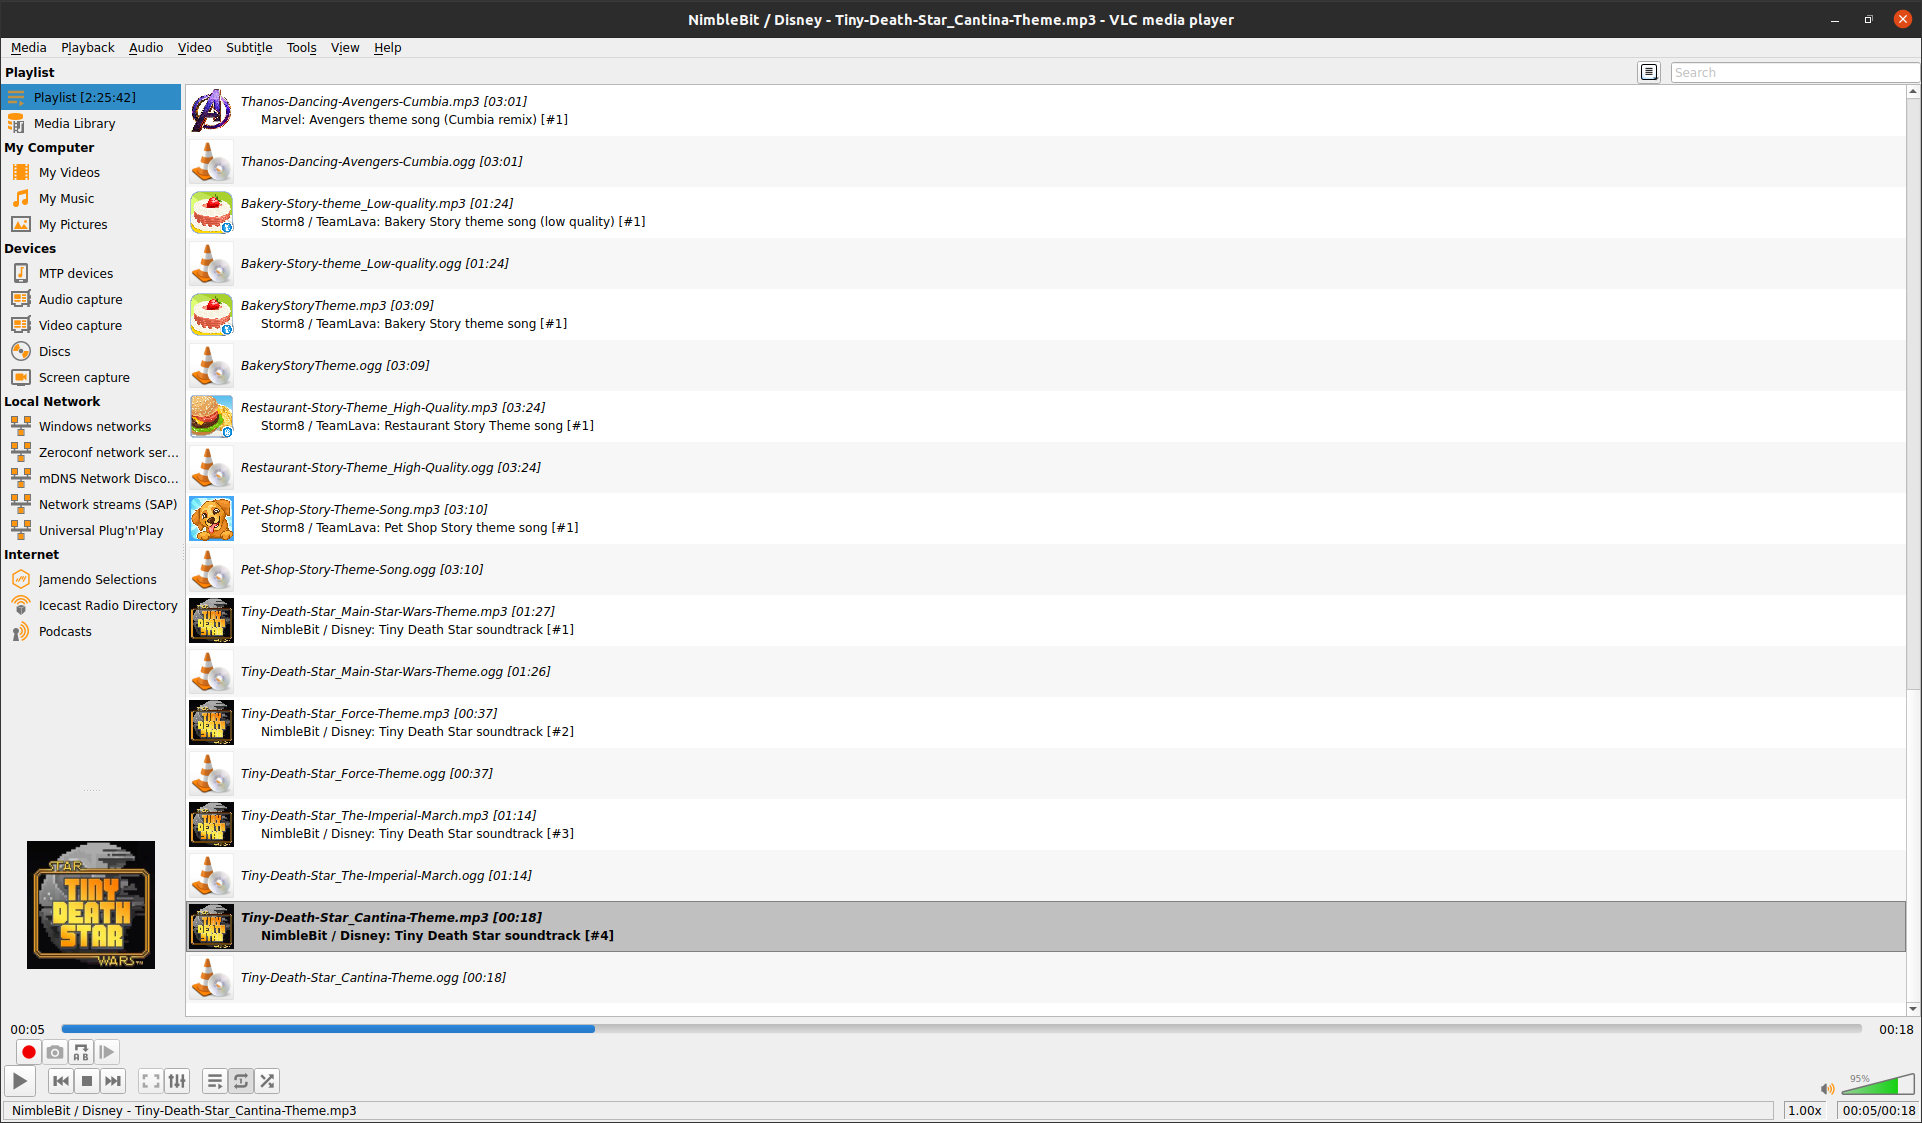 NimbleBit / Disney - Tiny-Death-Star_Cantina-Theme.mp3 - VLC media player
Media Playback Audio Video Subtitle Tools View Help
Playlist
Search
Playlist [2:25:42]
Media Library
My Computer
My Videos
My Music
My Pictures
Devices
MTP devices
Audio capture
Video capture
Discs
Screen capture
Local Network
Windows networks
Zeroconf network ser...
mDNS Network Disco...
Network streams (SAP)
Universal Plug'n'Play
Internet
Jamendo Selections
Icecast Radio Directory
Podcasts
STAR
TINY
DEATH
STAR
WARS
Thanos-Dancing-Avengers-Cumbia.mp3 [03:01]
Marvel: Avengers theme song (Cumbia remix) [#1]
Thanos-Dancing-Avengers-Cumbia.ogg [03:01]
Bakery-Story-theme_Low-quality.mp3 [01:24]
Storm8 / TeamLava: Bakery Story theme song (low quality) [#1]
Bakery-Story-theme_Low-quality.ogg [01:24]
BakeryStoryTheme.mp3 [03:09]
Storm8 / TeamLava: Bakery Story theme song [#1]
BakeryStoryTheme.ogg [03:09]
Restaurant-Story-Theme_High-Quality.mp3 [03:24]
Storm8 / TeamLava: Restaurant Story Theme song [#1]
Restaurant-Story-Theme_High-Quality.ogg [03:24]
Pet-Shop-Story-Theme-Song.mp3 [03:10]
Storm8 / TeamLava: Pet Shop Story theme song [#1]
Pet-Shop-Story-Theme-Song.ogg [03:10]
TINY
DEATH
STAR
Tiny-Death-Star_Main-Star-Wars-Theme.mp3 [01:27]
NimbleBit / Disney: Tiny Death Star soundtrack [#1]
Tiny-Death-Star_Main-Star-Wars-Theme.ogg [01:26]
TINY
DEATH
STAR
Tiny-Death-Star_Force-Theme.mp3 [00:37]
NimbleBit / Disney: Tiny Death Star soundtrack [#2]
Tiny-Death-Star_Force-Theme.ogg [00:37]
TINY
DEATH
STAR
Tiny-Death-Star_The-Imperial-March.mp3 [01:14]
NimbleBit / Disney: Tiny Death Star soundtrack [#3]
Tiny-Death-Star_The-Imperial-March.ogg [01:14]
TINY
DEATH
STAR
Tiny-Death-Star_Cantina-Theme.mp3 [00:18]
NimbleBit / Disney: Tiny Death Star soundtrack [#4]
Tiny-Death-Star_Cantina-Theme.ogg [00:18]
00:05 00:18
A B
95%
NimbleBit / Disney - Tiny-Death-Star_Cantina-Theme.mp3 1.00x 00:05/00:18